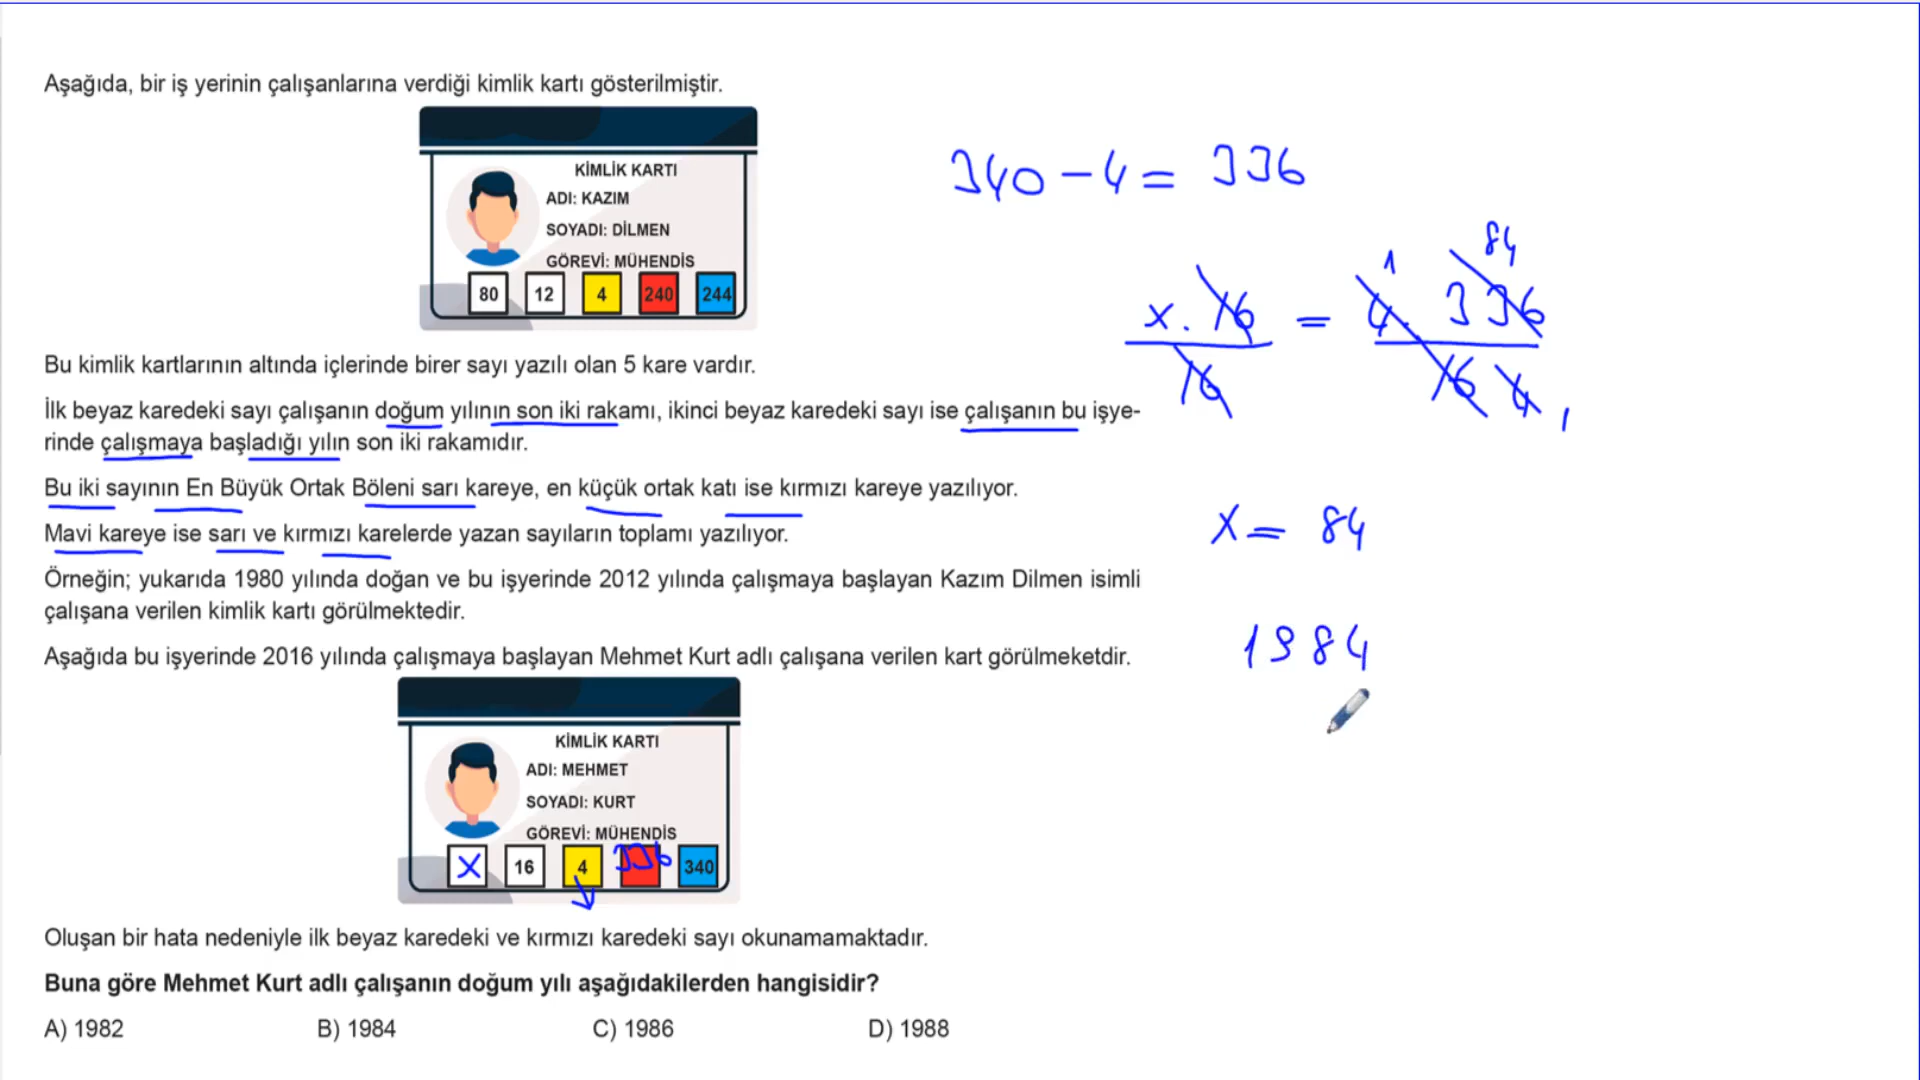 Aşağıda, bir iş yerinin çalışanlarına verdiği kimlik kartı gösterilmiştir.
KİMLİK KARTI
ADI: KAZIM
SOYADI: DİLMEN
GÖREVİ: MÜHENDİS
80 12 4 240 244
Bu kimlik kartlarının altında içlerinde birer sayı yazılı olan 5 kare vardır.
İlk beyaz karedeki sayı çalışanın doğum yılının son iki rakamı, ikinci beyaz karedeki sayı ise çalışanın bu işye-
rinde çalışmaya başladığı yılın son iki rakamıdır.
Bu iki sayının En Büyük Ortak Böleni sarı kareye, en küçük ortak katı ise kırmızı kareye yazılıyor.
Mavi kareye ise sarı ve kırmızı karelerde yazan sayıların toplamı yazılıyor.
Örneğin; yukarıda 1980 yılında doğan ve bu işyerinde 2012 yılında çalışmaya başlayan Kazım Dilmen isimli
çalışana verilen kimlik kartı görülmektedir.
Aşağıda bu işyerinde 2016 yılında çalışmaya başlayan Mehmet Kurt adlı çalışana verilen kart görülmeketdir.
KİMLİK KARTI
ADI: MEHMET
SOYADI: KURT
GÖREVİ: MÜHENDİS
X 16 4 336 340
Oluşan bir hata nedeniyle ilk beyaz karedeki ve kırmızı karedeki sayı okunamamaktadır.
Buna göre Mehmet Kurt adlı çalışanın doğum yılı aşağıdakilerden hangisidir?
A) 1982 B) 1984 C) 1986 D) 1988
340 - 4 = 336
1 84
x. 16 = 4. 336
16 16 4 1
x = 84
1984